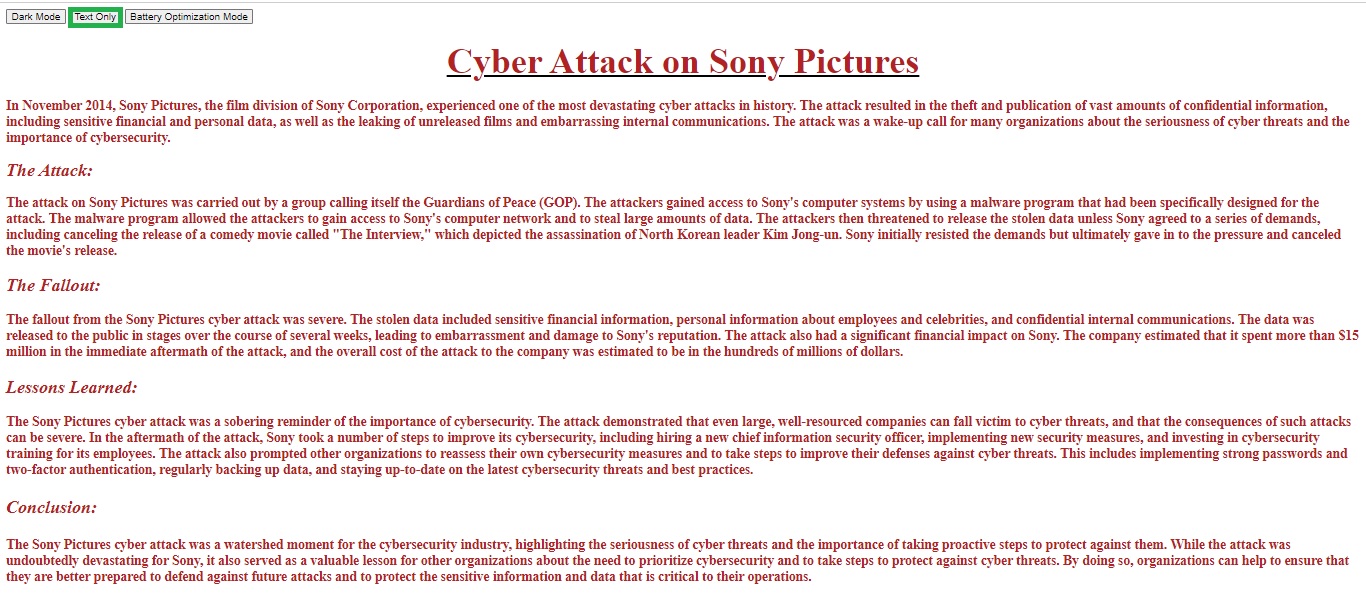 Dark Mode Text Only Battery Optimization Mode
Cyber Attack on Sony Pictures
In November 2014, Sony Pictures, the film division of Sony Corporation, experienced one of the most devastating cyber attacks in history. The attack resulted in the theft and publication of vast amounts of confidential information,
including sensitive financial and personal data, as well as the leaking of unreleased films and embarrassing internal communications. The attack was a wake-up call for many organizations about the seriousness of cyber threats and the
importance of cybersecurity.
The Attack:
The attack on Sony Pictures was carried out by a group calling itself the Guardians of Peace (GOP). The attackers gained access to Sony's computer systems by using a malware program that had been specifically designed for the
attack. The malware program allowed the attackers to gain access to Sony's computer network and to steal large amounts of data. The attackers then threatened to release the stolen data unless Sony agreed to a series of demands,
including canceling the release of a comedy movie called "The Interview," which depicted the assassination of North Korean leader Kim Jong-un. Sony initially resisted the demands but ultimately gave in to the pressure and canceled
the movie's release.
The Fallout:
The fallout from the Sony Pictures cyber attack was severe. The stolen data included sensitive financial information, personal information about employees and celebrities, and confidential internal communications. The data was
released to the public in stages over the course of several weeks, leading to embarrassment and damage to Sony's reputation. The attack also had a significant financial impact on Sony. The company estimated that it spent more than $15
million in the immediate aftermath of the attack, and the overall cost of the attack to the company was estimated to be in the hundreds of millions of dollars.
Lessons Learned:
The Sony Pictures cyber attack was a sobering reminder of the importance of cybersecurity. The attack demonstrated that even large, well-resourced companies can fall victim to cyber threats, and that the consequences of such attacks
can be severe. In the aftermath of the attack, Sony took a number of steps to improve its cybersecurity, including hiring a new chief information security officer, implementing new security measures, and investing in cybersecurity
training for its employees. The attack also prompted other organizations to reassess their own cybersecurity measures and to take steps to improve their defenses against cyber threats. This includes implementing strong passwords and
two-factor authentication, regularly backing up data, and staying up-to-date on the latest cybersecurity threats and best practices.
Conclusion:
The Sony Pictures cyber attack was a watershed moment for the cybersecurity industry, highlighting the seriousness of cyber threats and the importance of taking proactive steps to protect against them. While the attack was
undoubtedly devastating for Sony, it also served as a valuable lesson for other organizations about the need to prioritize cybersecurity and to take steps to protect against cyber threats. By doing so, organizations can help to ensure that
they are better prepared to defend against future attacks and to protect the sensitive information and data that is critical to their operations.